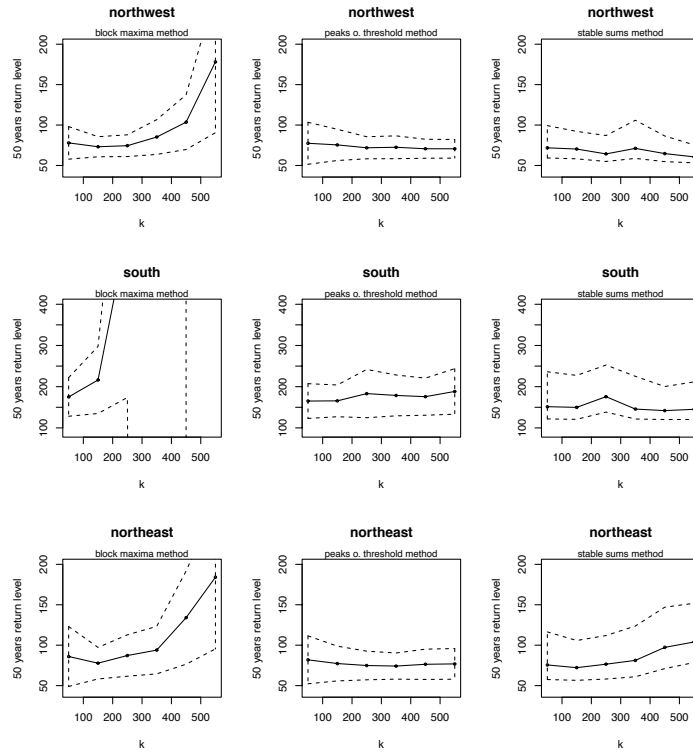 northwest
block maxima method
50 years return level
50 100 150 200
100 200 300 400 500
k
northwest
peaks o. threshold method
50 years return level
50 100 150 200
100 200 300 400 500
k
northwest
stable sums method
50 years return level
50 100 150 200
100 200 300 400 500
k
south
block maxima method
50 years return level
100 200 300 400
100 200 300 400 500
k
south
peaks o. threshold method
50 years return level
100 200 300 400
100 200 300 400 500
k
south
stable sums method
50 years return level
100 200 300 400
100 200 300 400 500
k
northeast
block maxima method
50 years return level
50 100 150 200
100 200 300 400 500
k
northeast
peaks o. threshold method
50 years return level
50 100 150 200
100 200 300 400 500
k
northeast
stable sums method
50 years return level
50 100 150 200
100 200 300 400 500
k